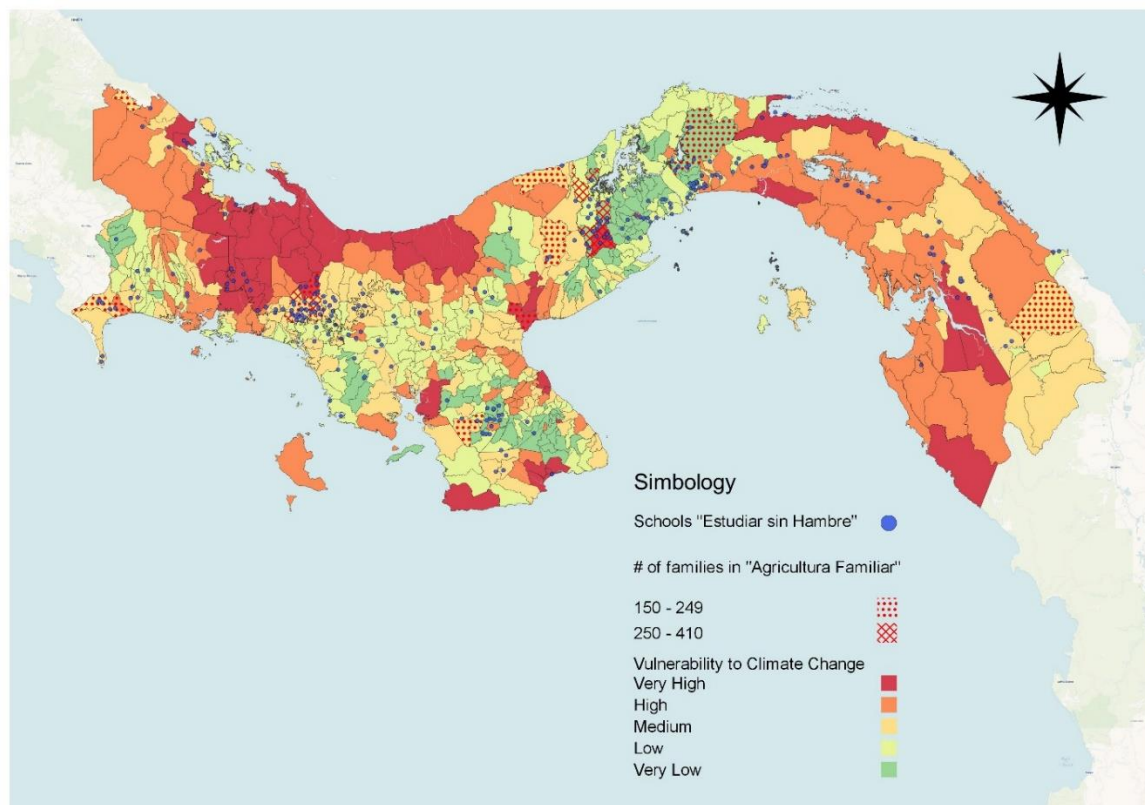 Simbology
Schools "Estudiar sin Hambre"
# of families in "Agricultura Familiar"
150 - 249
250 - 410
Vulnerability to Climate Change
Very High
High
Medium
Low
Very Low